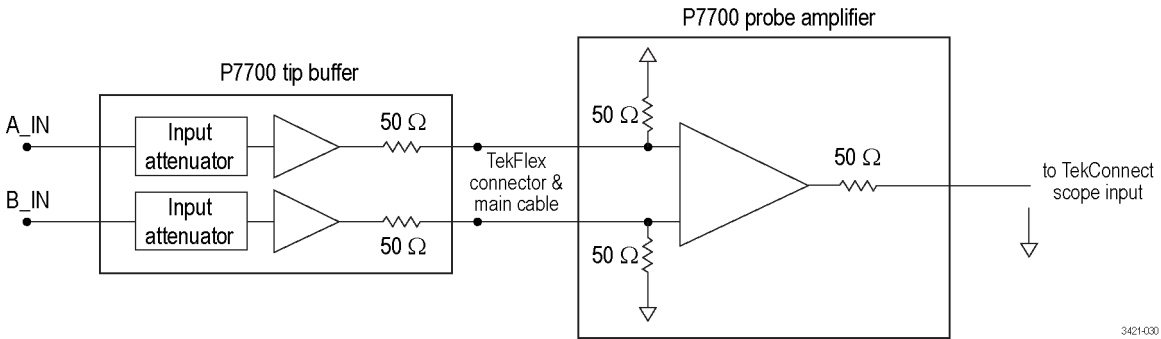 P7700 probe amplifier
P7700 tip buffer
A_IN
Input
attenuator
50 Ω
50 Ω
TekFlex
connector &
main cable
50 Ω
to TekConnect
scope input
B_IN
Input
attenuator
50 Ω
50 Ω
3421-030